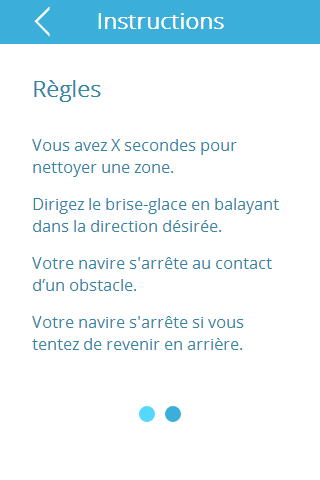 Instructions
Règles
Vous avez X secondes pour
nettoyer une zone.
Dirigez le brise-glace en balayant
dans la direction désirée.
Votre navire s'arrête au contact
d’un obstacle.
Votre navire s'arrête si vous
tentez de revenir en arrière.